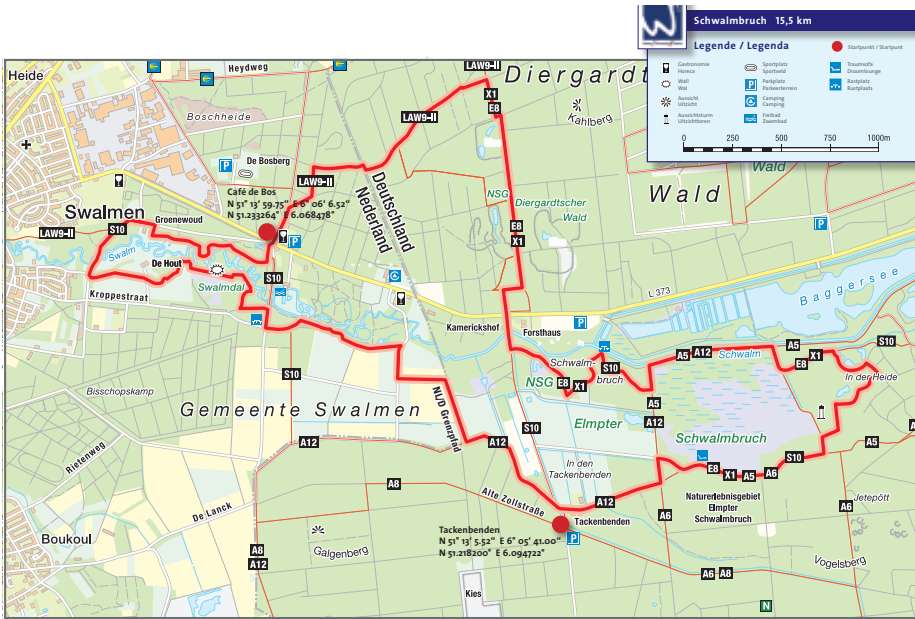 Schwalmbruch 15,5 km
Legende / Legenda
Startpunkt / Startpunt
Gastronomie
Horeca
Sportplatz
Sportveld
Traumsofa
Droomlounge
Wall
Wal
Parkplatz
Parkeerterrein
Rastplatz
Rustplaats
Aussicht
Uitzicht
Camping
Camping
Aussichtsturm
Uitzichttoren
Freibad
Zwembad
0 250 500 750 1000m
Heide
Heydweg
LAW9-II
Diergardt
X1
E8
Kahlberg
LAW9-II
Boschheide
P
De Bosberg
LAW9-II
Deutschland
Nederland
Wald
Wald
Café de Bos
N 51° 13' 59.75" E 6° 06' 6.52"
N 51.233264° E 6.068478°
NSG
Diergardtscher
Wald
Swalmen
Groenewoud
LAW9-II
S10
P
E8
X1
P
Swalm
De Hout
S10
Swalmdal
Kroppestraat
L 373
Baggersee
Kamerickshof
Forsthaus
P
Schwalm-
bruch
S10
A5
A12
Schwalm
A5
E8
X1
S10
In der Heide
NSG
E8
X1
S10
Bisschopskamp
Gemeente Swalmen
NL/D Grenzpfad
A5
A12
Elmpter
Schwalmbruch
S10
A12
A12
A5
Rietenweg
In den
Tackenbenden
E8
X1
A5
A6
S10
A8
Alte Zollstraße
A12
Naturerlebnisgebiet
Elmpter
Schwalmbruch
A6
A6
Jetepött
De Lanck
Tackenbenden
Tackenbenden
N 51° 13' 5.52" E 6° 05' 41.00"
N 51.218200° E 6.094722°
P
Boukoul
A8
A12
Galgenberg
Vogelsberg
A6
A8
Kies
N